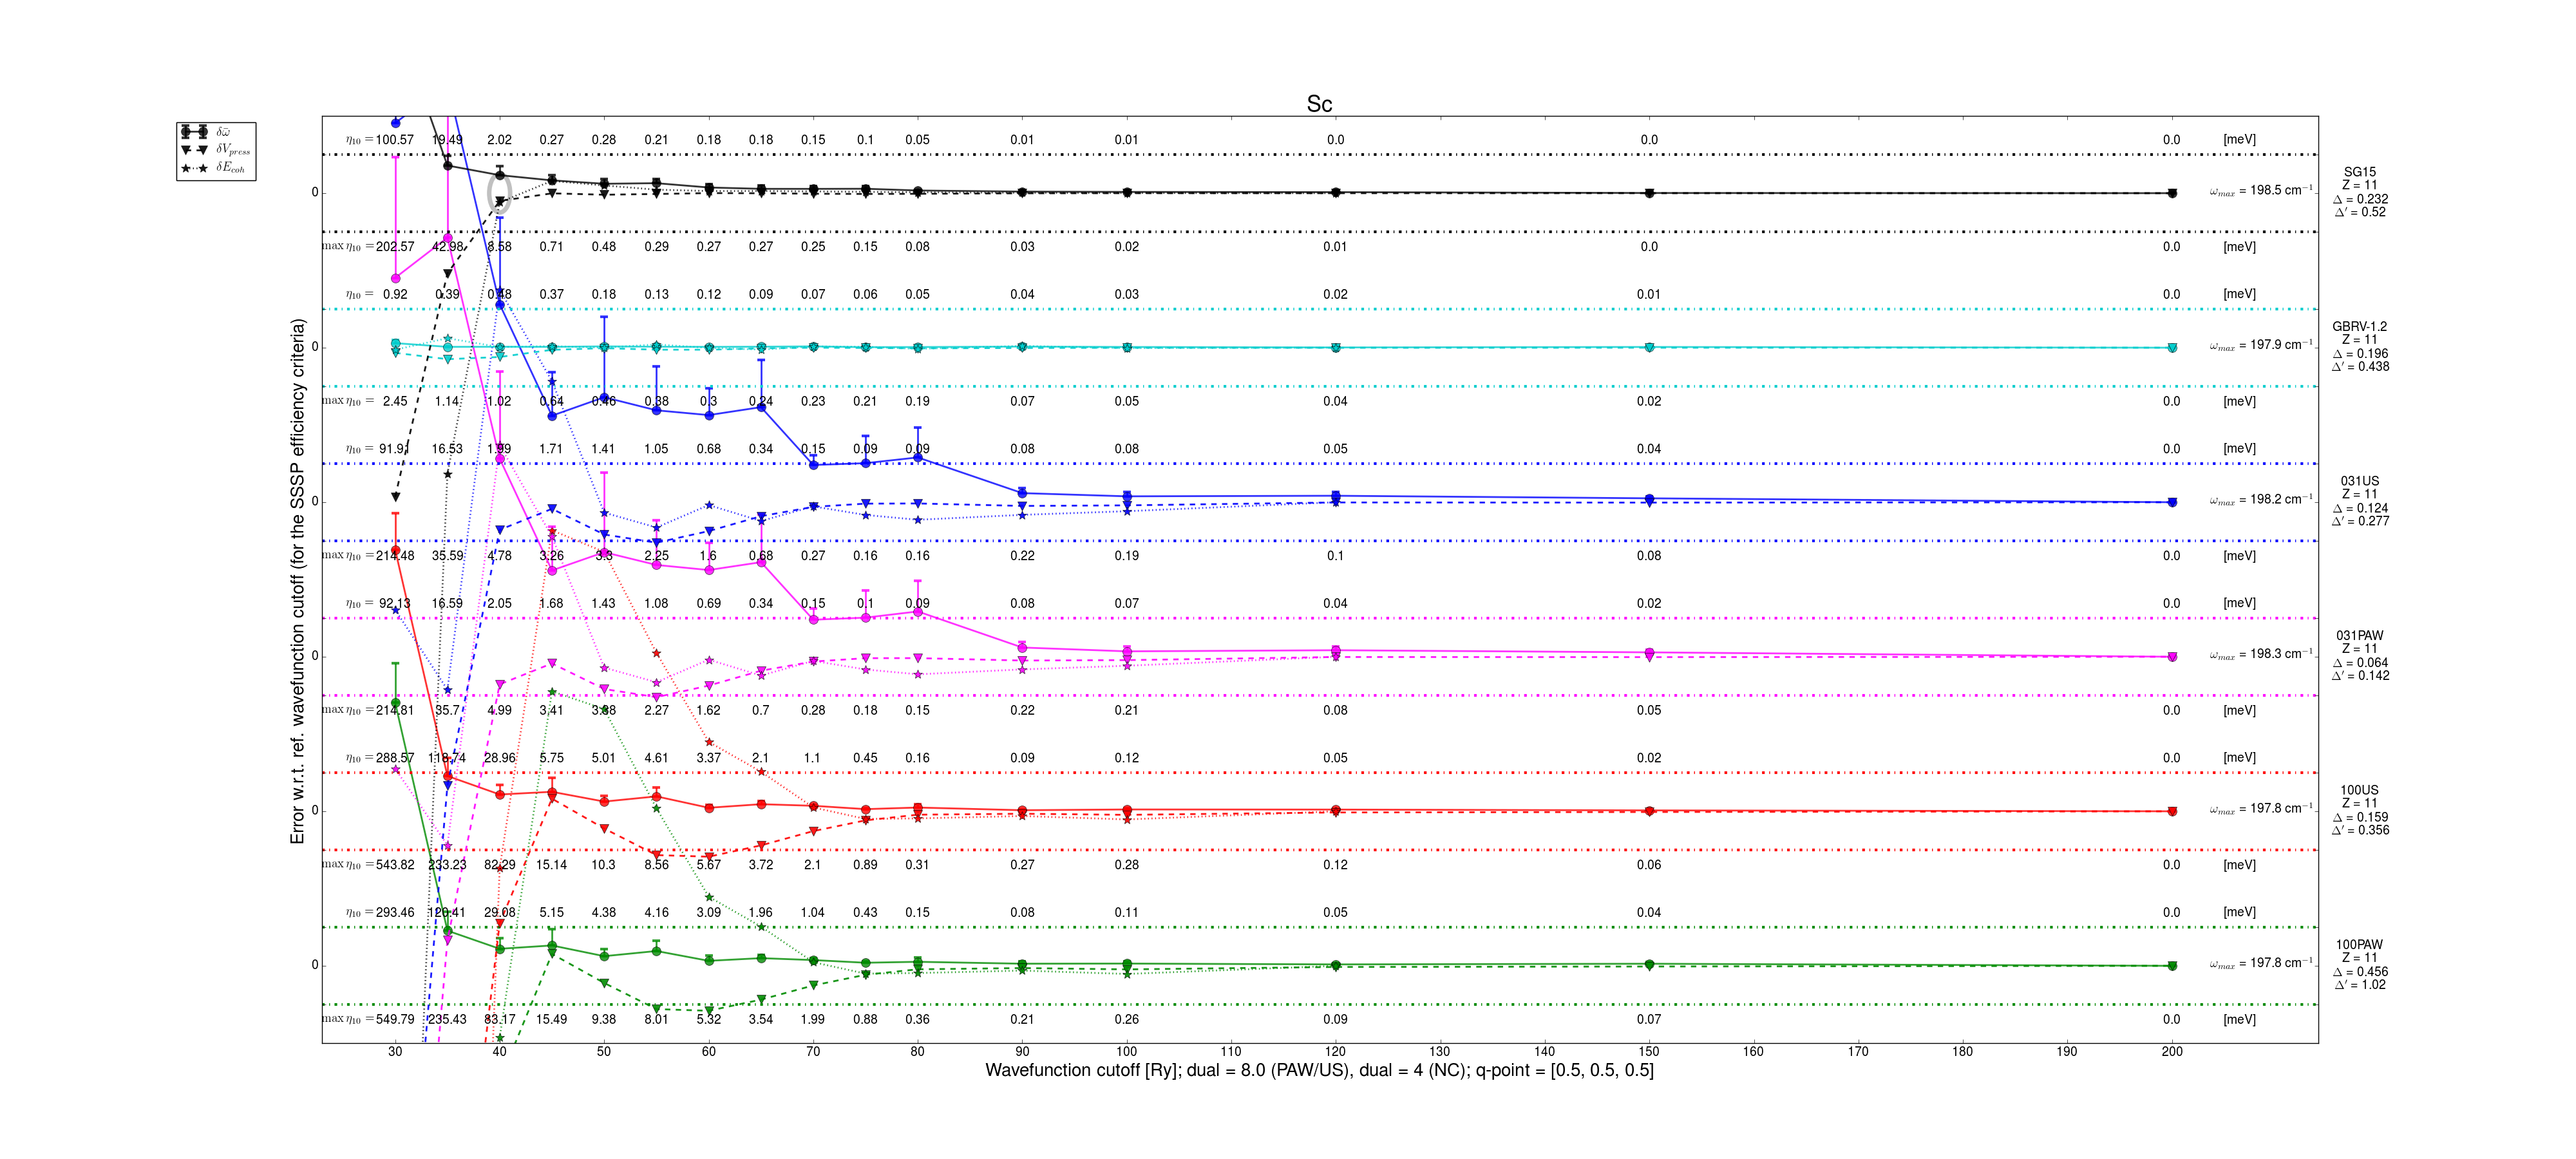 Sc
δω̄
δV_press
δE_coh
Error w.r.t. ref. wavefunction cutoff (for the SSSP efficiency criteria)
η₁₀ = 100.57 19.49 2.02 0.27 0.28 0.21 0.18 0.18 0.15 0.1 0.05 0.01 0.01 0.0 0.0 0.0 [meV]
0 ω_max = 198.5 cm⁻¹
SG15
Z = 11
Δ = 0.232
Δ' = 0.52
max η₁₀ = 202.57 42.98 8.58 0.71 0.48 0.29 0.27 0.27 0.25 0.15 0.08 0.03 0.02 0.01 0.0 0.0 [meV]
η₁₀ = 0.92 0.39 0.48 0.37 0.18 0.13 0.12 0.09 0.07 0.06 0.05 0.04 0.03 0.02 0.01 0.0 [meV]
0 ω_max = 197.9 cm⁻¹
GBRV-1.2
Z = 11
Δ = 0.196
Δ' = 0.438
max η₁₀ = 2.45 1.14 1.02 0.64 0.46 0.38 0.3 0.24 0.23 0.21 0.19 0.07 0.05 0.04 0.02 0.0 [meV]
η₁₀ = 91.91 16.53 1.99 1.71 1.41 1.05 0.68 0.34 0.15 0.09 0.09 0.08 0.08 0.05 0.04 0.0 [meV]
0 ω_max = 198.2 cm⁻¹
031US
Z = 11
Δ = 0.124
Δ' = 0.277
max η₁₀ = 214.48 35.59 4.78 3.26 3.3 2.25 1.6 0.68 0.27 0.16 0.16 0.22 0.19 0.1 0.08 0.0 [meV]
η₁₀ = 92.13 16.59 2.05 1.68 1.43 1.08 0.69 0.34 0.15 0.1 0.09 0.08 0.07 0.04 0.02 0.0 [meV]
0 ω_max = 198.3 cm⁻¹
031PAW
Z = 11
Δ = 0.064
Δ' = 0.142
max η₁₀ = 214.81 35.7 4.99 3.41 3.38 2.27 1.62 0.7 0.28 0.18 0.15 0.22 0.21 0.08 0.05 0.0 [meV]
η₁₀ = 288.57 118.74 28.96 5.75 5.01 4.61 3.37 2.1 1.1 0.45 0.16 0.09 0.12 0.05 0.02 0.0 [meV]
0 ω_max = 197.8 cm⁻¹
100US
Z = 11
Δ = 0.159
Δ' = 0.356
max η₁₀ = 543.82 233.23 82.29 15.14 10.3 8.56 5.67 3.72 2.1 0.89 0.31 0.27 0.28 0.12 0.06 0.0 [meV]
η₁₀ = 293.46 120.41 29.08 5.15 4.38 4.16 3.09 1.96 1.04 0.43 0.15 0.08 0.11 0.05 0.04 0.0 [meV]
0 ω_max = 197.8 cm⁻¹
100PAW
Z = 11
Δ = 0.456
Δ' = 1.02
max η₁₀ = 549.79 235.43 83.17 15.49 9.38 8.01 5.32 3.54 1.99 0.88 0.36 0.21 0.26 0.09 0.07 0.0 [meV]
30 40 50 60 70 80 90 100 110 120 130 140 150 160 170 180 190 200
Wavefunction cutoff [Ry]; dual = 8.0 (PAW/US), dual = 4 (NC); q-point = [0.5, 0.5, 0.5]